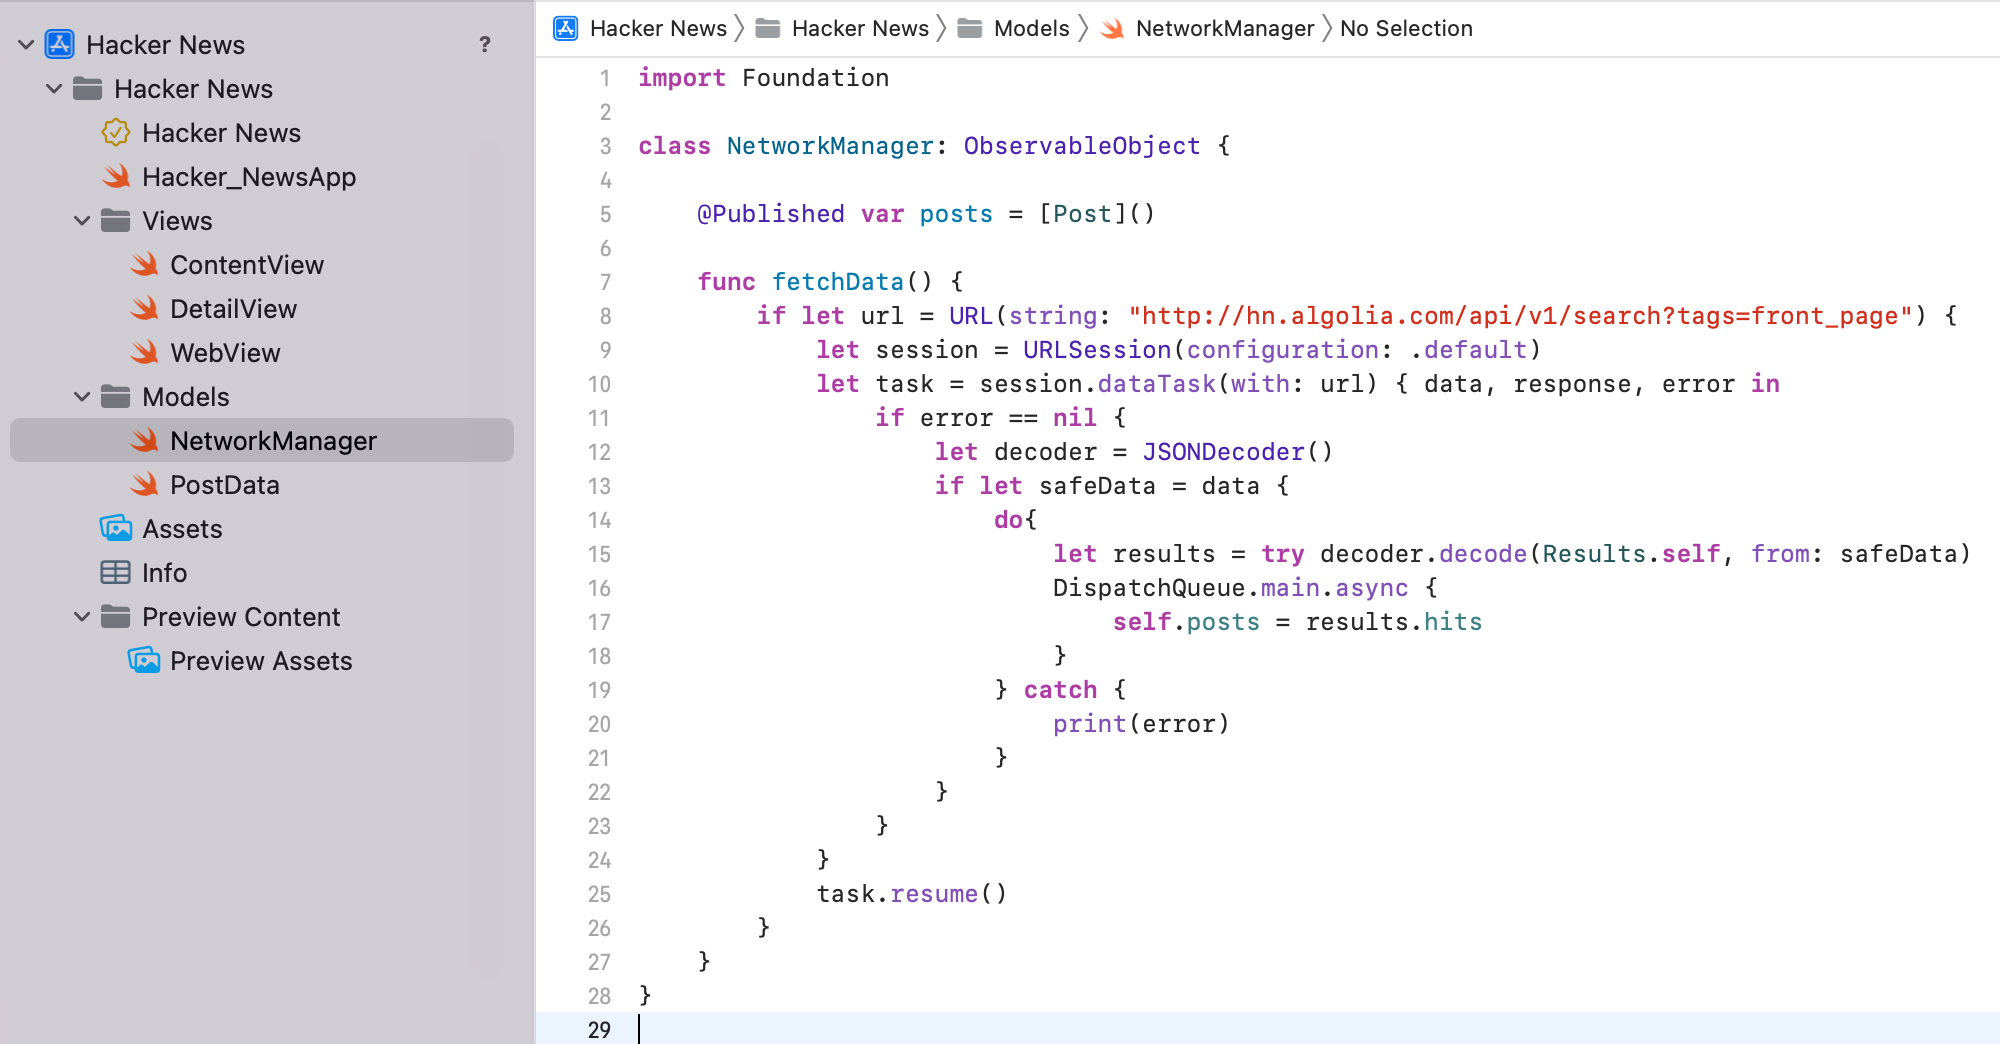 Hacker News ?
Hacker News
Hacker News
Hacker_NewsApp
Views
ContentView
DetailView
WebView
Models
NetworkManager
PostData
Assets
Info
Preview Content
Preview Assets
Hacker News Hacker News Models NetworkManager No Selection
1 import Foundation
2
3 class NetworkManager: ObservableObject {
4
5     @Published var posts = [Post]()
6
7     func fetchData() {
8         if let url = URL(string: "http://hn.algolia.com/api/v1/search?tags=front_page") {
9             let session = URLSession(configuration: .default)
10             let task = session.dataTask(with: url) { data, response, error in
11                 if error == nil {
12                     let decoder = JSONDecoder()
13                     if let safeData = data {
14                         do{
15                             let results = try decoder.decode(Results.self, from: safeData)
16                             DispatchQueue.main.async {
17                                 self.posts = results.hits
18                             }
19                         } catch {
20                             print(error)
21                         }
22                     }
23                 }
24             }
25             task.resume()
26         }
27     }
28 }
29